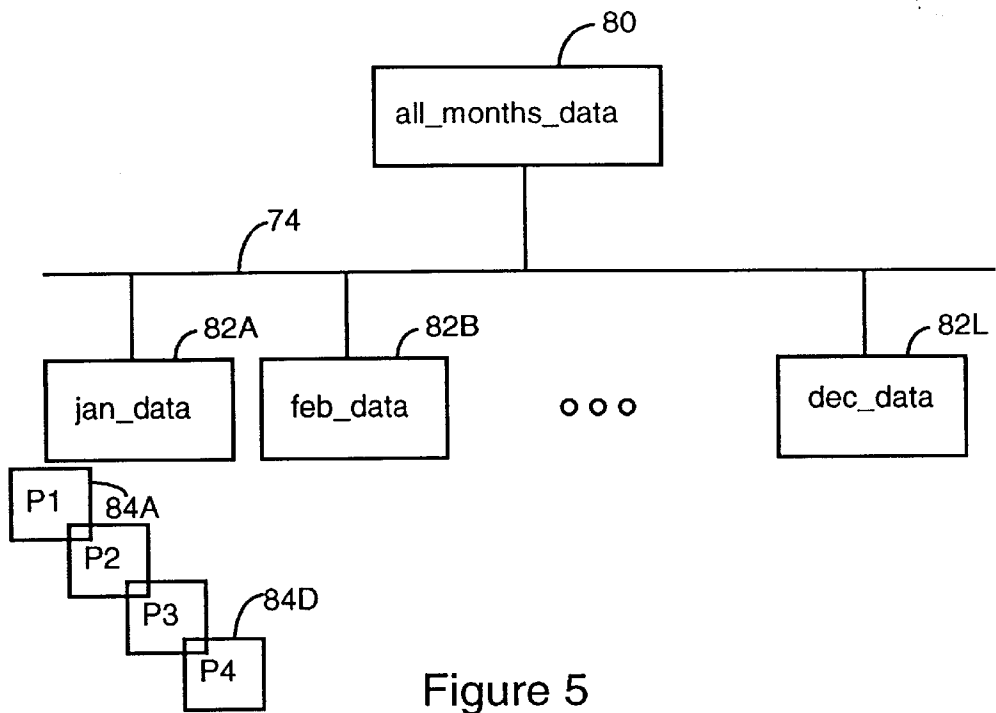 80
all_months_data
74
82A
82B
82L
jan_data
feb_data
dec_data
P1
84A
P2
P3
84D
P4
Figure 5